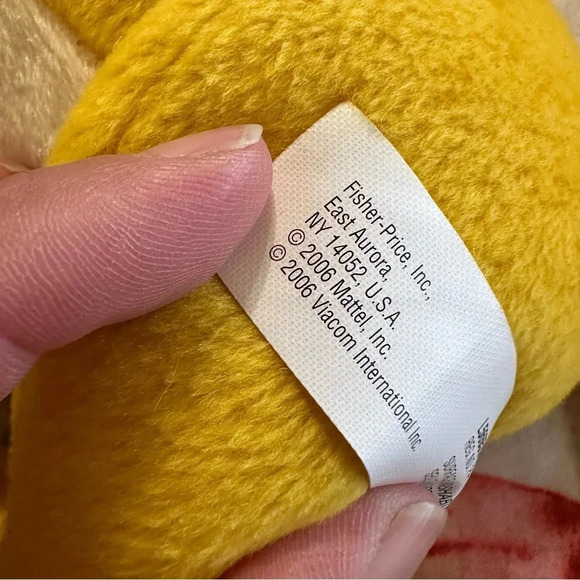 Fisher-Price, Inc.,
East Aurora,
NY 14052, U.S.A.
© 2006 Mattel, Inc.
© 2006 Viacom International Inc.